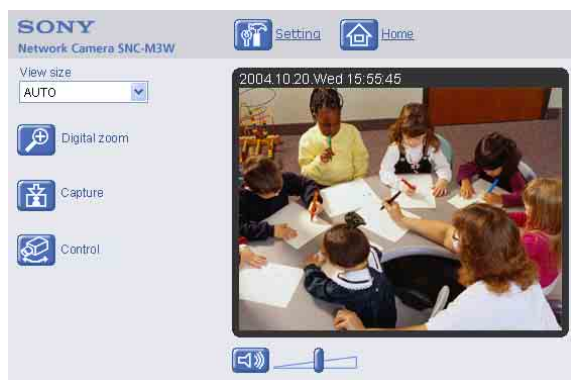 SONY
Network Camera SNC-M3W
Setting
Home
View size
AUTO
2004.10.20.Wed 15:55:45
Digital zoom
Capture
Control